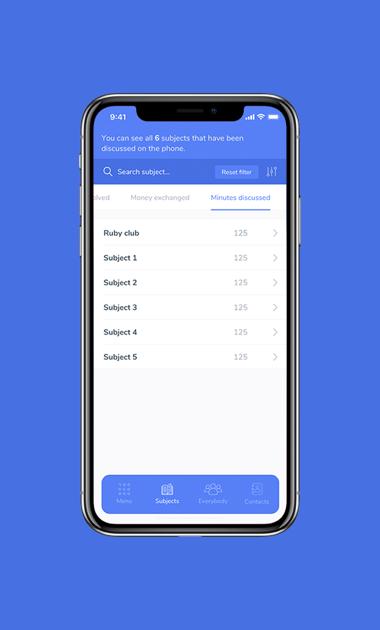 9:41
You can see all 6 subjects that have been
discussed on the phone.
Search subject...
Reset filter
olved
Money exchanged
Minutes discussed
Ruby club 125
Subject 1 125
Subject 2 125
Subject 3 125
Subject 4 125
Subject 5 125
Menu
Subjects
Everybody
Contacts